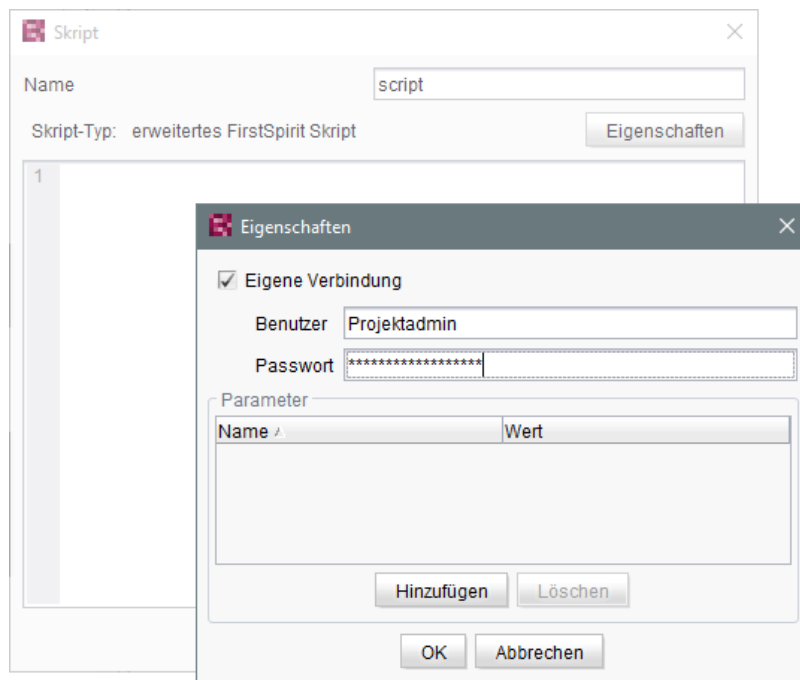 Skript
Name script
Skript-Typ: erweitertes FirstSpirit Skript Eigenschaften
1
Eigenschaften
Eigene Verbindung
Benutzer Projektadmin
Passwort ******************
Parameter
Name Wert
Hinzufügen Löschen
OK Abbrechen